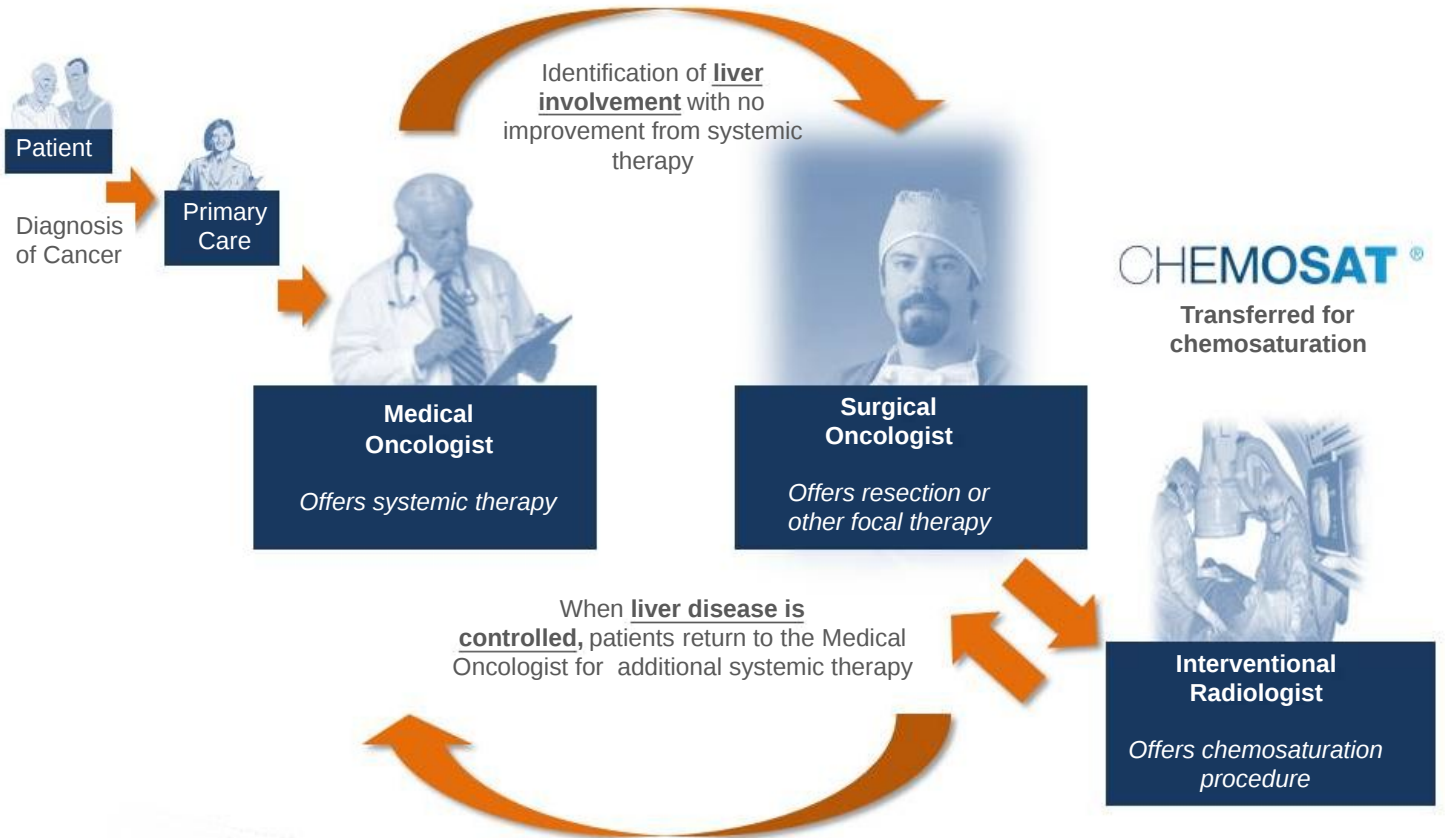 Patient
Diagnosis
of Cancer
Primary
Care
Identification of liver
involvement with no
improvement from systemic
therapy
Medical
Oncologist
Offers systemic therapy
Surgical
Oncologist
Offers resection or
other focal therapy
CHEMOSAT ®
Transferred for
chemosaturation
When liver disease is
controlled, patients return to the Medical
Oncologist for additional systemic therapy
Interventional
Radiologist
Offers chemosaturation
procedure